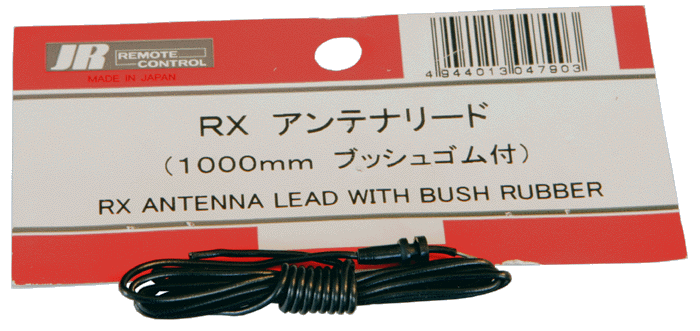 JR REMOTE
CONTROL
MADE IN JAPAN
4 944013 047903
RX アンテナリード
(1000mm ブッシュゴム付)
RX ANTENNA LEAD WITH BUSH RUBBER